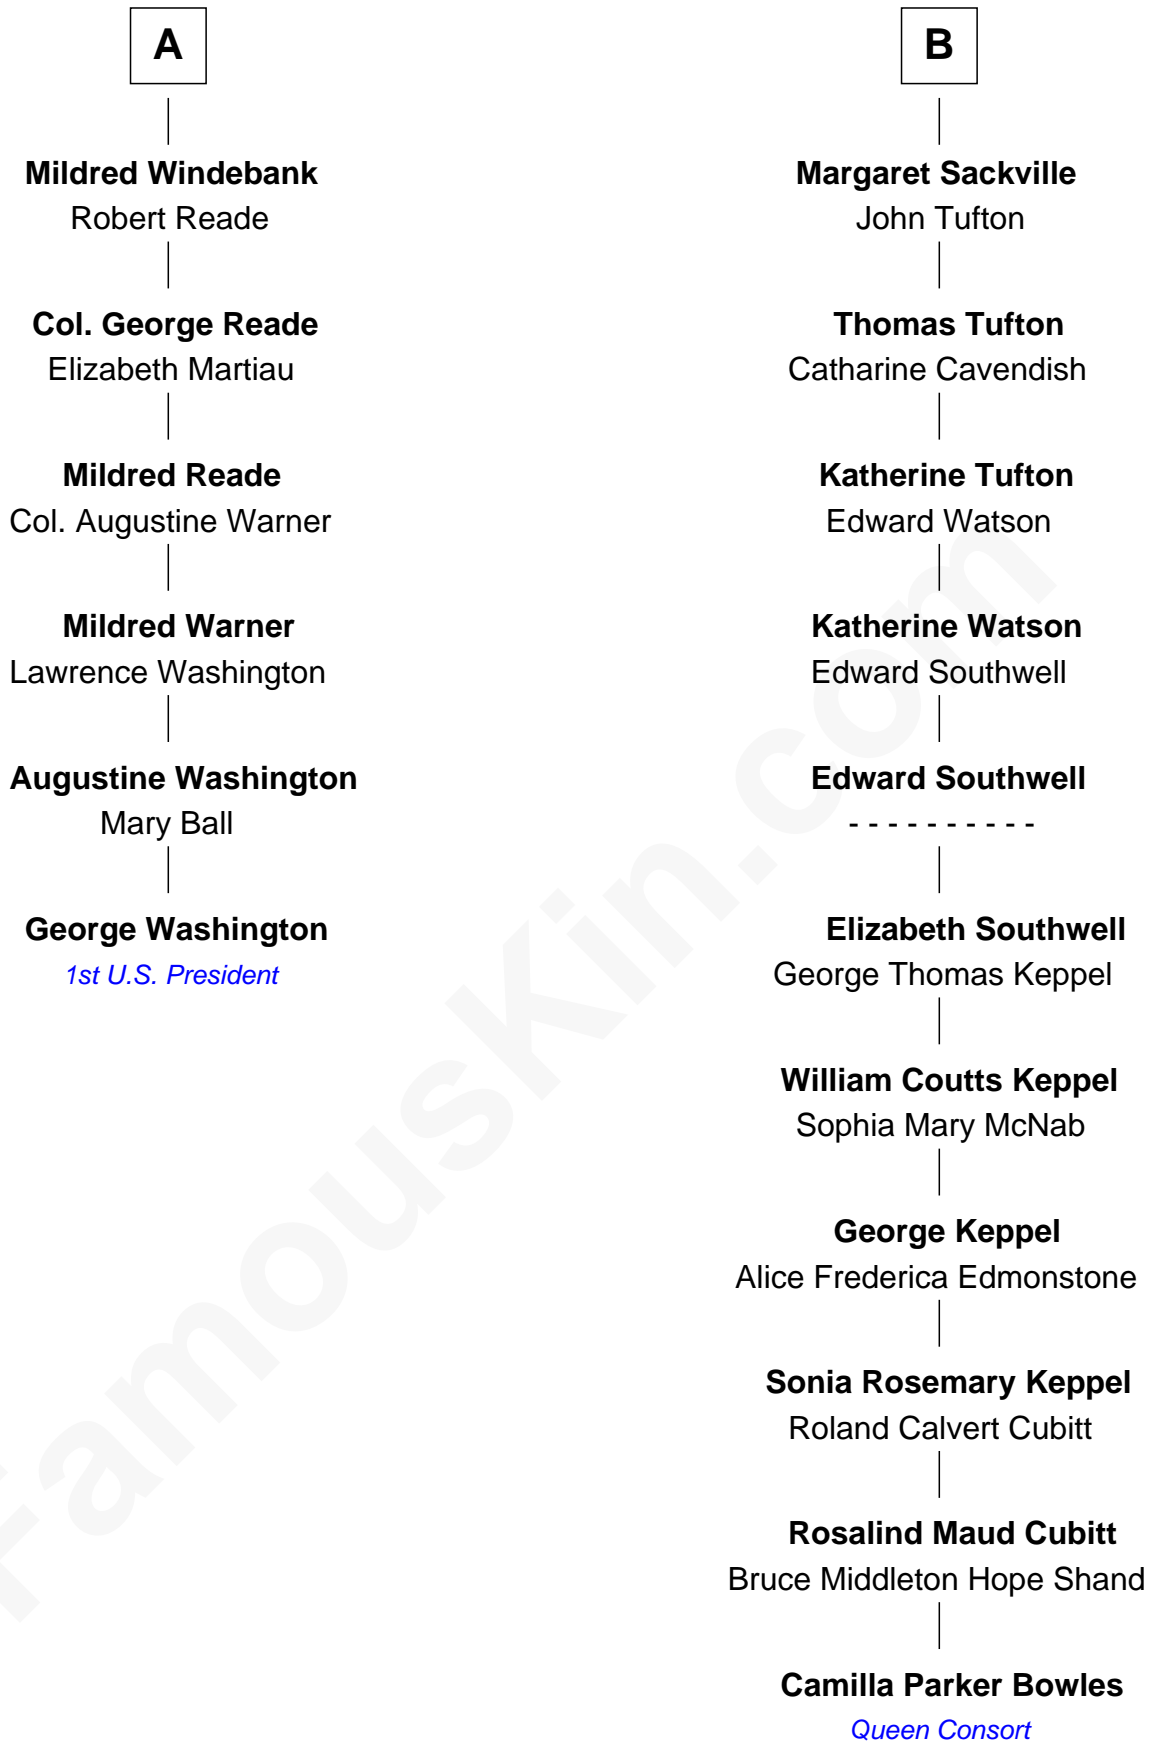 A
Mildred Windebank
Robert Reade
Col. George Reade
Elizabeth Martiau
Mildred Reade
Col. Augustine Warner
Mildred Warner
Lawrence Washington
Augustine Washington
Mary Ball
George Washington
1st U.S. President
B
Margaret Sackville
John Tufton
Thomas Tufton
Catharine Cavendish
Katherine Tufton
Edward Watson
Katherine Watson
Edward Southwell
Edward Southwell
- - - - - - - - - -
Elizabeth Southwell
George Thomas Keppel
William Coutts Keppel
Sophia Mary McNab
George Keppel
Alice Frederica Edmonstone
Sonia Rosemary Keppel
Roland Calvert Cubitt
Rosalind Maud Cubitt
Bruce Middleton Hope Shand
Camilla Parker Bowles
Queen Consort
FamousKin.com